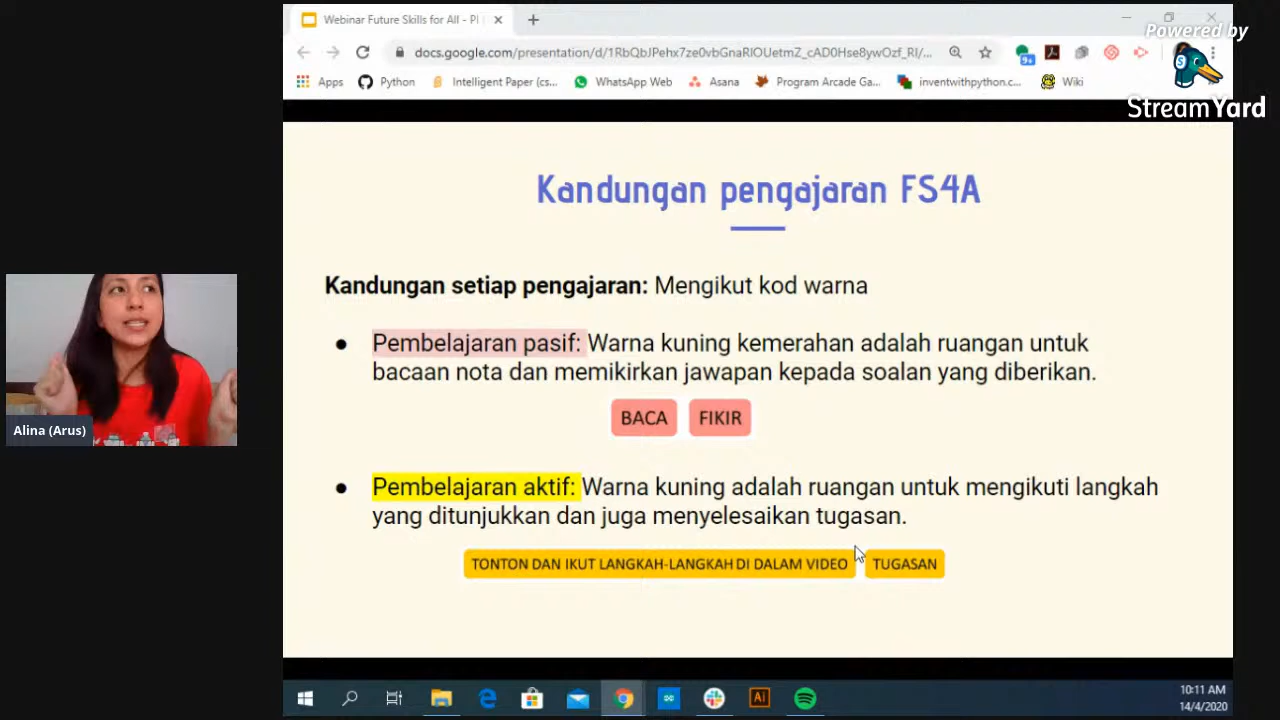 Webinar Future Skills for All - Pl
Powered by
docs.google.com/presentation/d/1RbQbJPehx7ze0vbGnaRlOUetmZ_cAD0Hse8ywOzf_RI/...
9+
Apps Python Intelligent Paper (cs... WhatsApp Web Asana Program Arcade Ga... inventwithpython.c... Wiki
StreamYard
Kandungan pengajaran FS4A
Kandungan setiap pengajaran: Mengikut kod warna
● Pembelajaran pasif: Warna kuning kemerahan adalah ruangan untuk
bacaan nota dan memikirkan jawapan kepada soalan yang diberikan.
BACA FIKIR
Alina (Arus)
● Pembelajaran aktif: Warna kuning adalah ruangan untuk mengikuti langkah
yang ditunjukkan dan juga menyelesaikan tugasan.
TONTON DAN IKUT LANGKAH-LANGKAH DI DALAM VIDEO TUGASAN
Ai
10:11 AM
14/4/2020